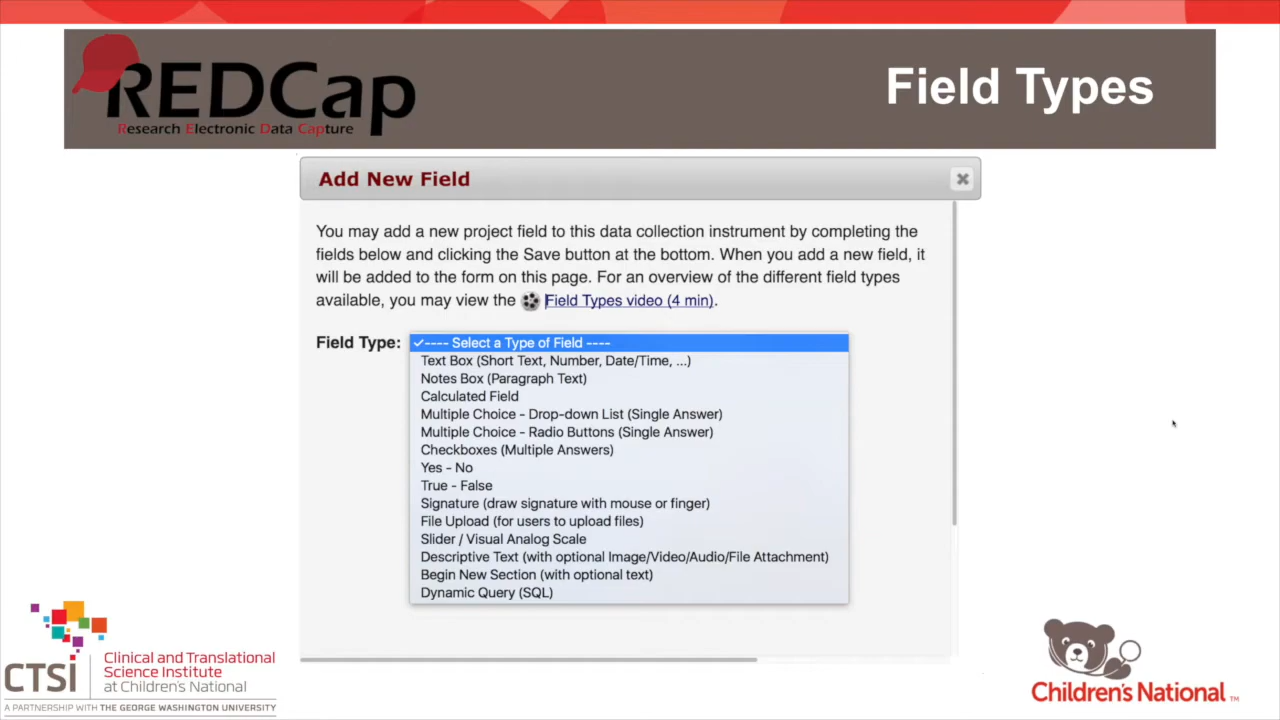 REDCap
Research Electronic Data Capture
Field Types
Add New Field
You may add a new project field to this data collection instrument by completing the
fields below and clicking the Save button at the bottom. When you add a new field, it
will be added to the form on this page. For an overview of the different field types
available, you may view the Field Types video (4 min).
Field Type:
---- Select a Type of Field ----
Text Box (Short Text, Number, Date/Time, ...)
Notes Box (Paragraph Text)
Calculated Field
Multiple Choice - Drop-down List (Single Answer)
Multiple Choice - Radio Buttons (Single Answer)
Checkboxes (Multiple Answers)
Yes - No
True - False
Signature (draw signature with mouse or finger)
File Upload (for users to upload files)
Slider / Visual Analog Scale
Descriptive Text (with optional Image/Video/Audio/File Attachment)
Begin New Section (with optional text)
Dynamic Query (SQL)
CTSI
Clinical and Translational
Science Institute
at Children's National
A PARTNERSHIP WITH THE GEORGE WASHINGTON UNIVERSITY
Children's National ™